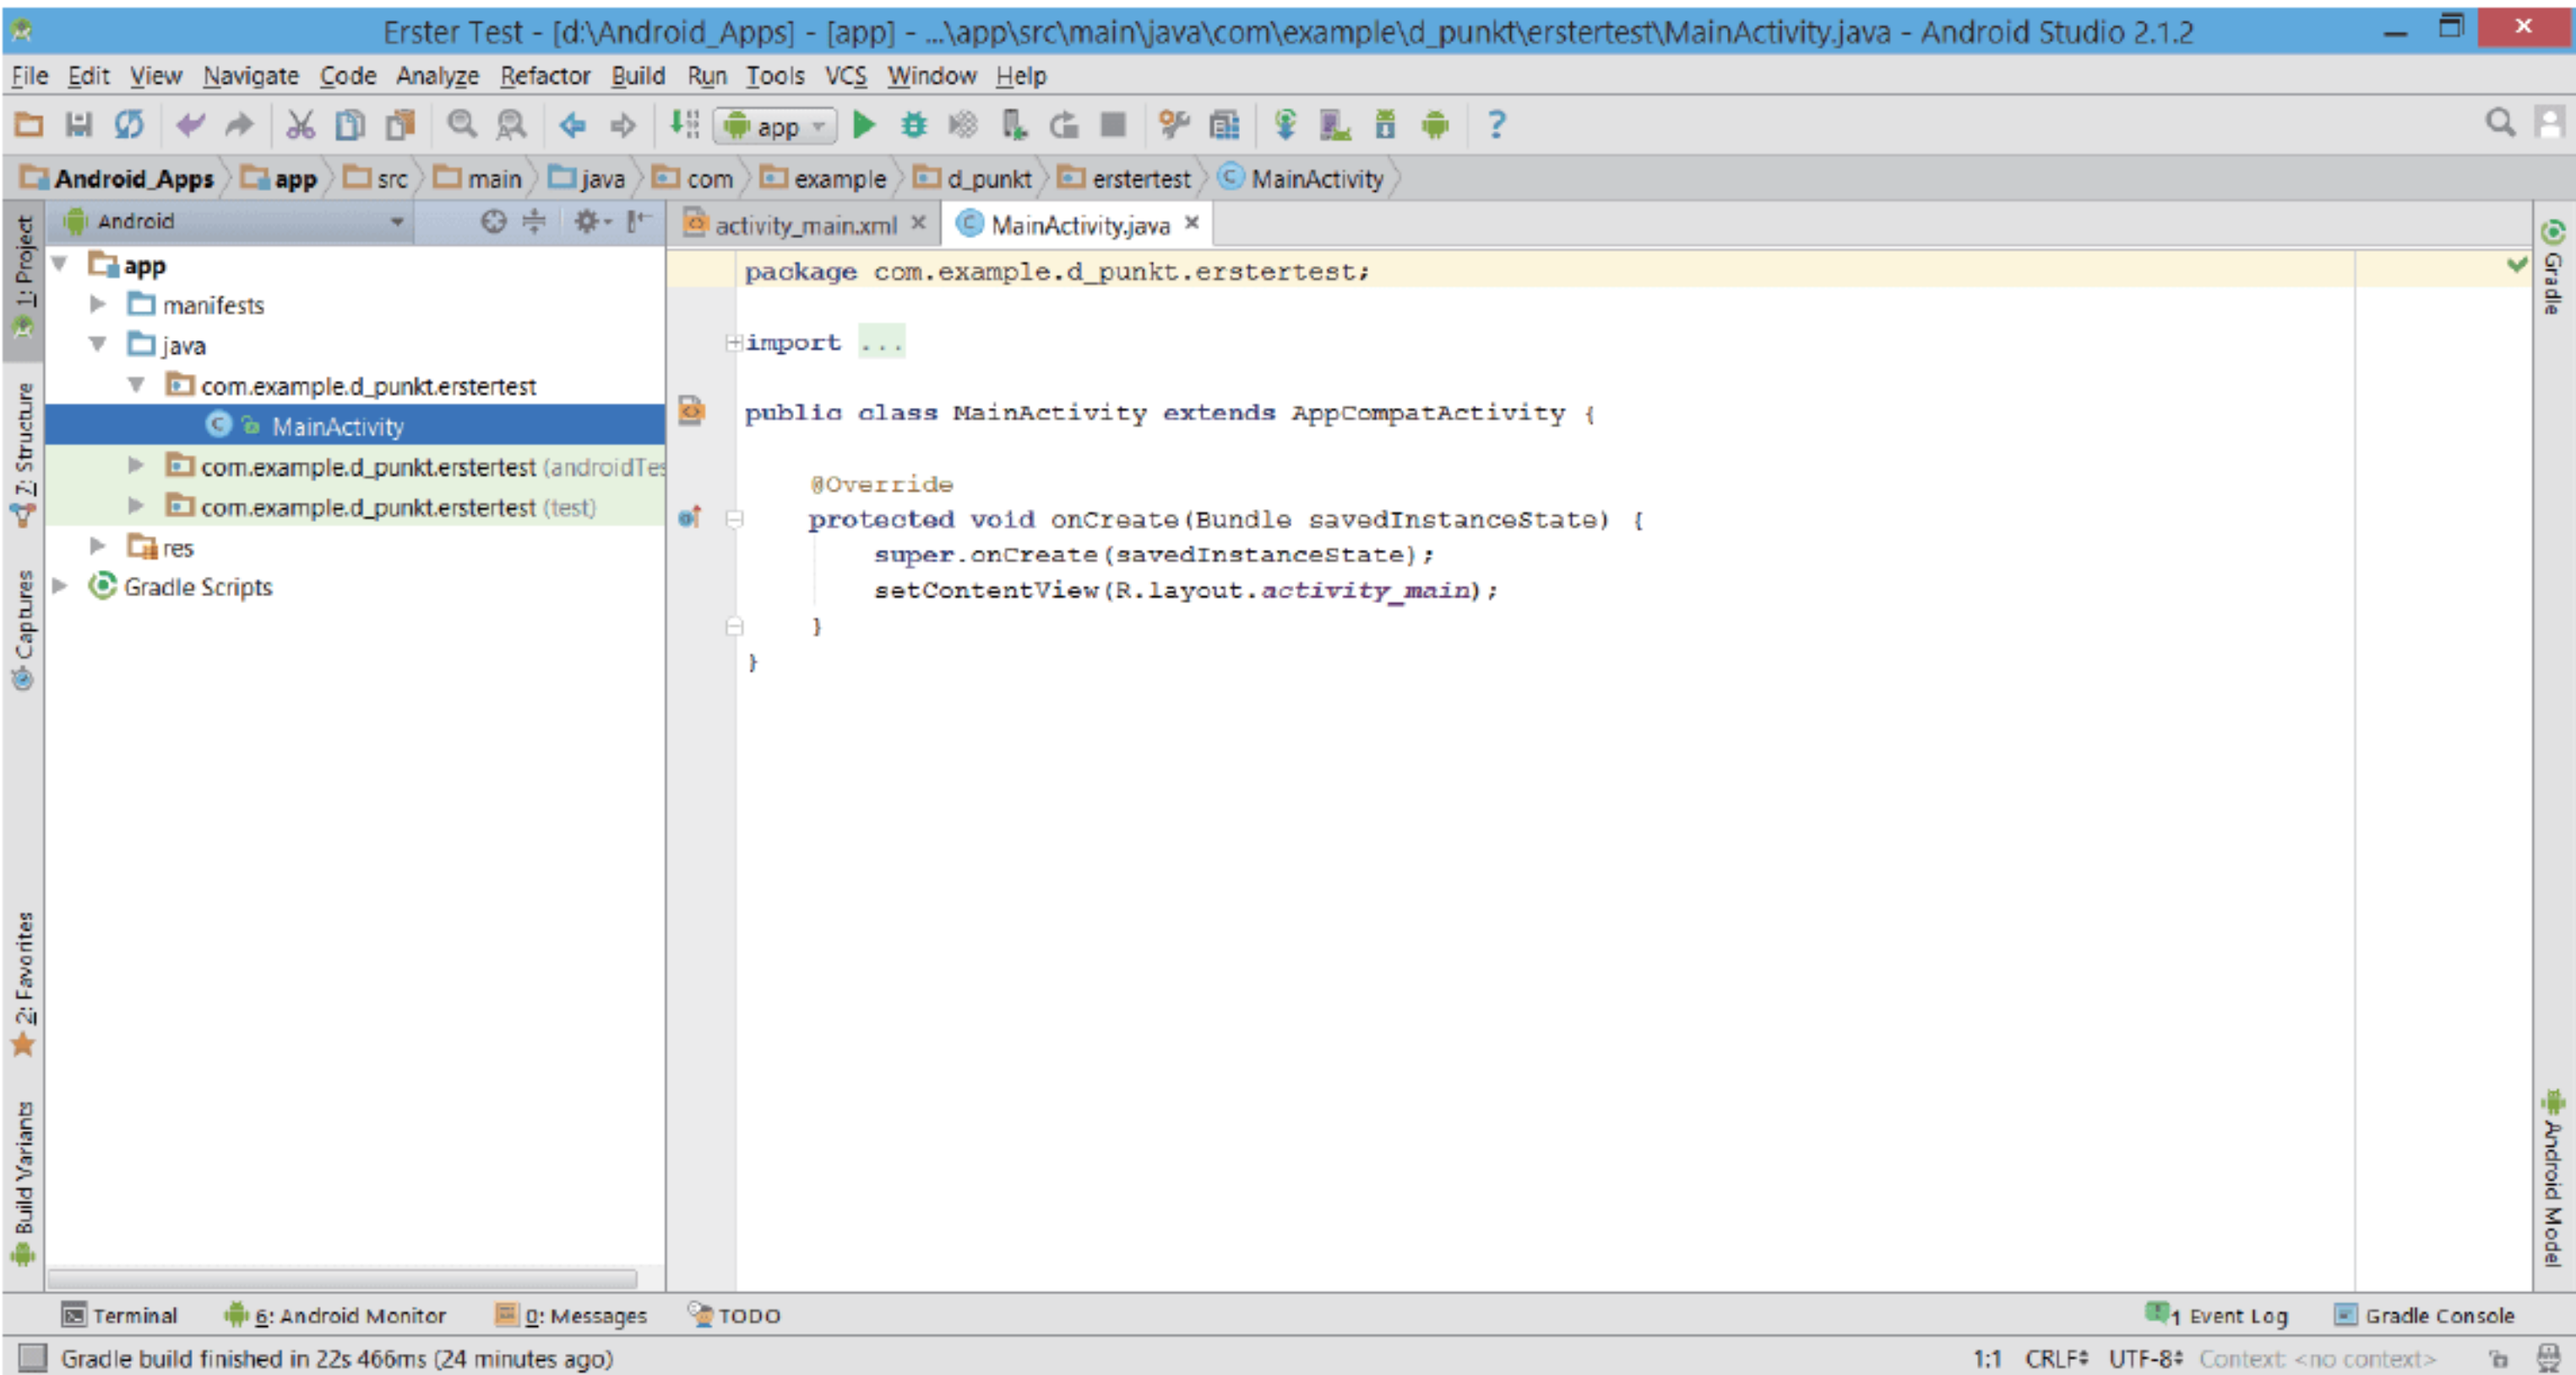 Erster Test - [d:\Android_Apps] - [app] - ...\app\src\main\java\com\example\d_punkt\erstertest\MainActivity.java - Android Studio 2.1.2
File Edit View Navigate Code Analyze Refactor Build Run Tools VCS Window Help
app
Android_Apps app src main java com example d_punkt erstertest MainActivity
1: Project
7: Structure
Captures
2: Favorites
Build Variants
Android
app
manifests
java
com.example.d_punkt.erstertest
MainActivity
com.example.d_punkt.erstertest (androidTes
com.example.d_punkt.erstertest (test)
res
Gradle Scripts
activity_main.xml MainActivity.java
package com.example.d_punkt.erstertest;
import ...
public class MainActivity extends AppCompatActivity {
@Override
protected void onCreate(Bundle savedInstanceState) {
super.onCreate(savedInstanceState);
setContentView(R.layout.activity_main);
}
}
Gradle
Android Model
Terminal 6: Android Monitor 0: Messages TODO 1 Event Log Gradle Console
Gradle build finished in 22s 466ms (24 minutes ago) 1:1 CRLF UTF-8 Context: <no context>